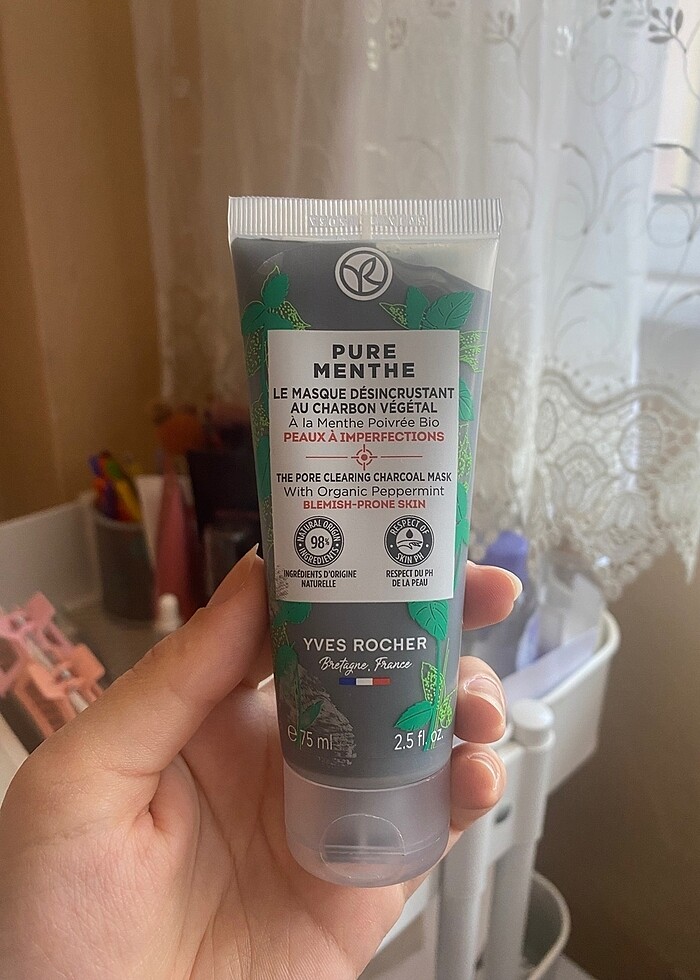 PURE
MENTHE
LE MASQUE DÉSINCRUSTANT
AU CHARBON VÉGÉTAL
À la Menthe Poivrée Bio
PEAUX À IMPERFECTIONS
THE PORE CLEARING CHARCOAL MASK
With Organic Peppermint
BLEMISH-PRONE SKIN
NATURAL ORIGIN
98%
INGREDIENTS
INGRÉDIENTS D'ORIGINE
NATURELLE
RESPECT OF
SKIN PH
RESPECT DU PH
DE LA PEAU
YVES ROCHER
Bretagne, France
e 75 ml
2.5 fl. oz.